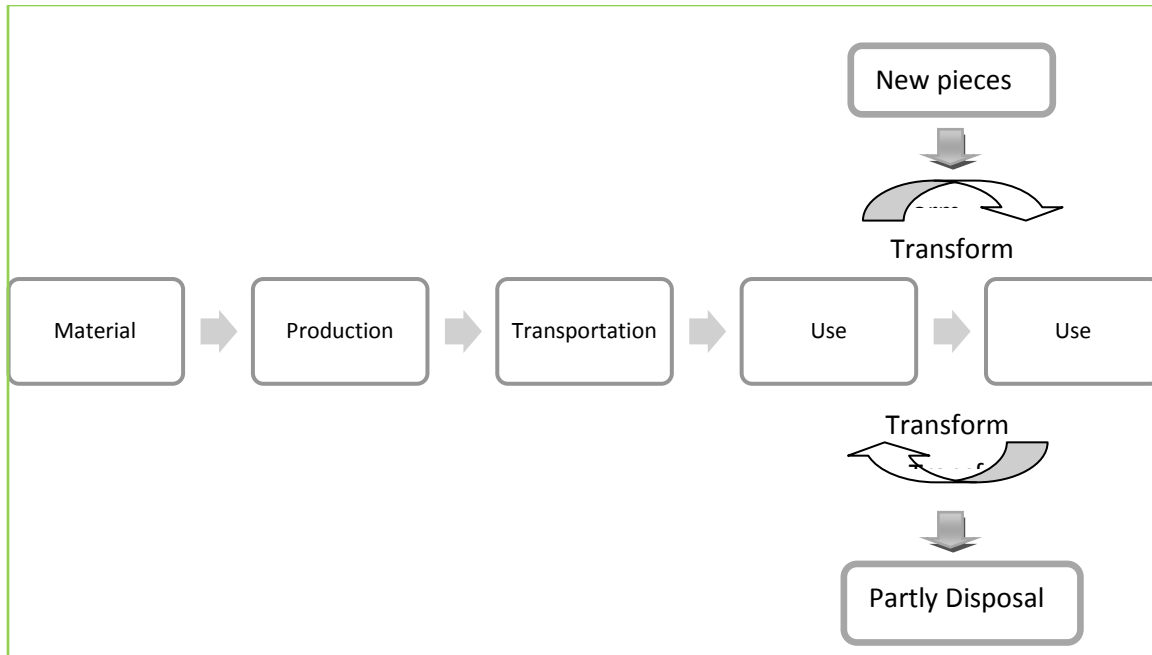 New pieces
Transform
Material
Production
Transportation
Use
Use
Transform
Partly Disposal